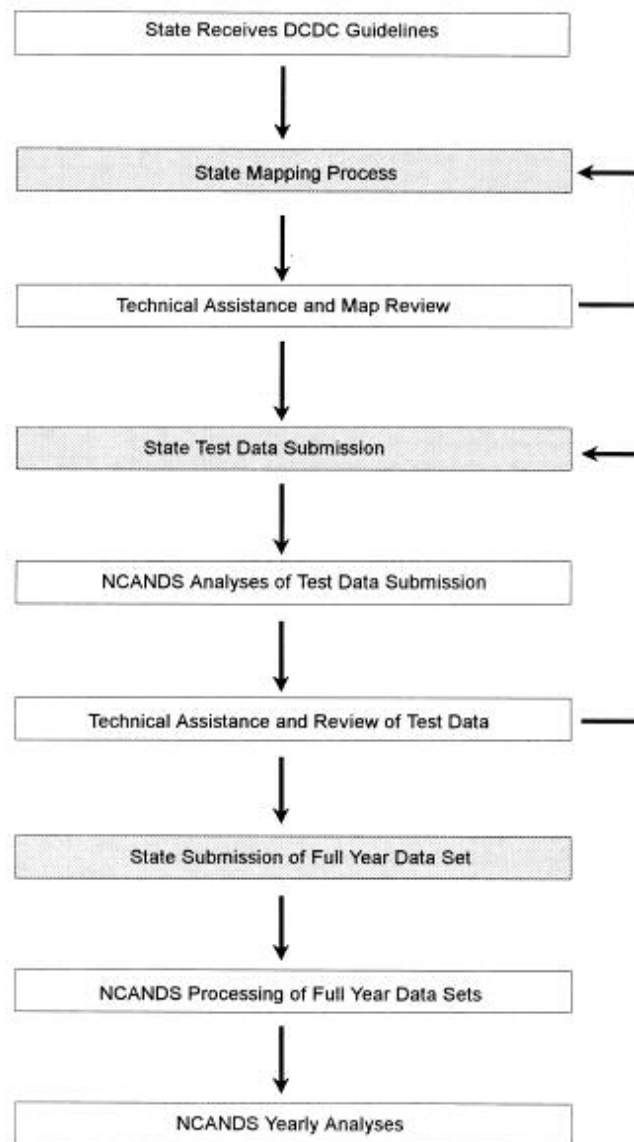 State Receives DCDC Guidelines
State Mapping Process
Technical Assistance and Map Review
State Test Data Submission
NCANDS Analyses of Test Data Submission
Technical Assistance and Review of Test Data
State Submission of Full Year Data Set
NCANDS Processing of Full Year Data Sets
NCANDS Yearly Analyses